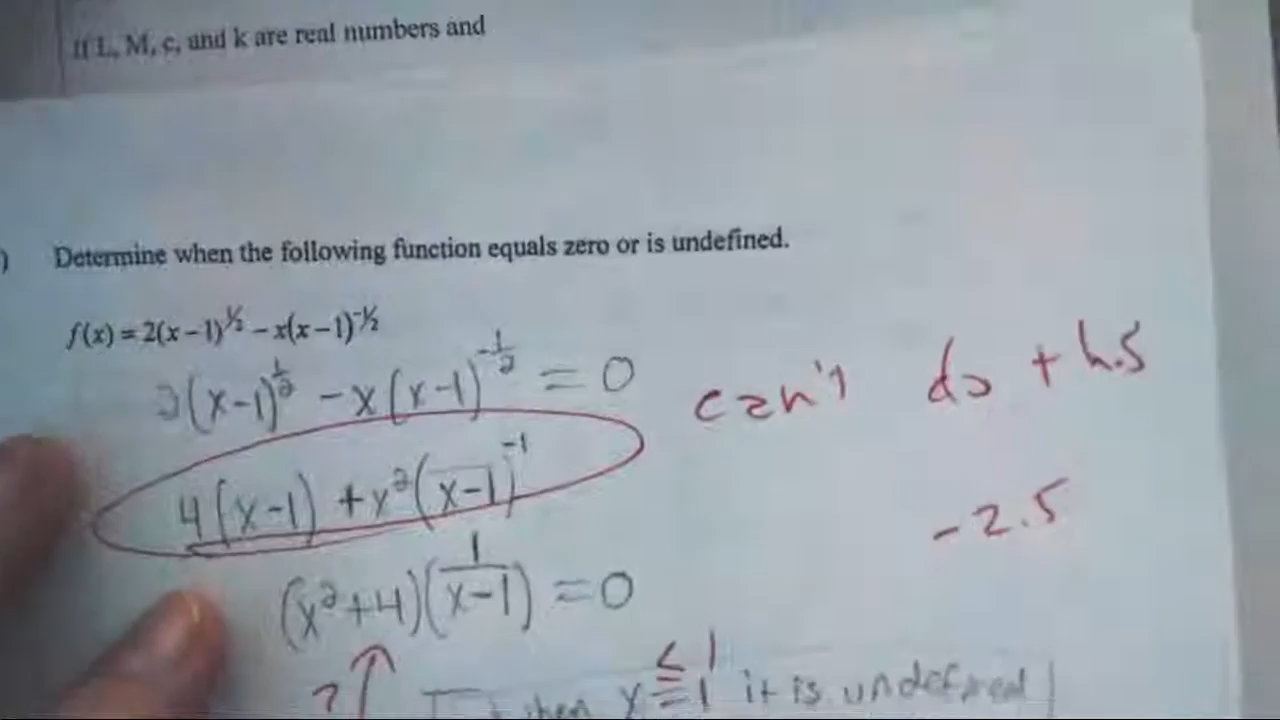 If L, M, c, and k are real numbers and
) Determine when the following function equals zero or is undefined.
f(x) = 2(x-1)^½ - x(x-1)^-½
2(x-1)^½ - x(x-1)^-½ = 0
can't do this
4(x-1) + x²(x-1)^-1
-2.5
(x²+4)(1/(x-1)) = 0
? ↑
< 1
when x = 1 it is undefined